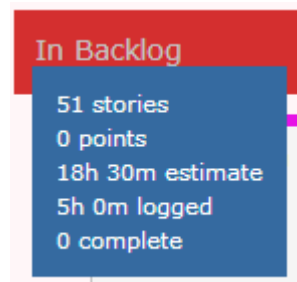 In Backlog
51 stories
0 points
18h 30m estimate
5h 0m logged
0 complete